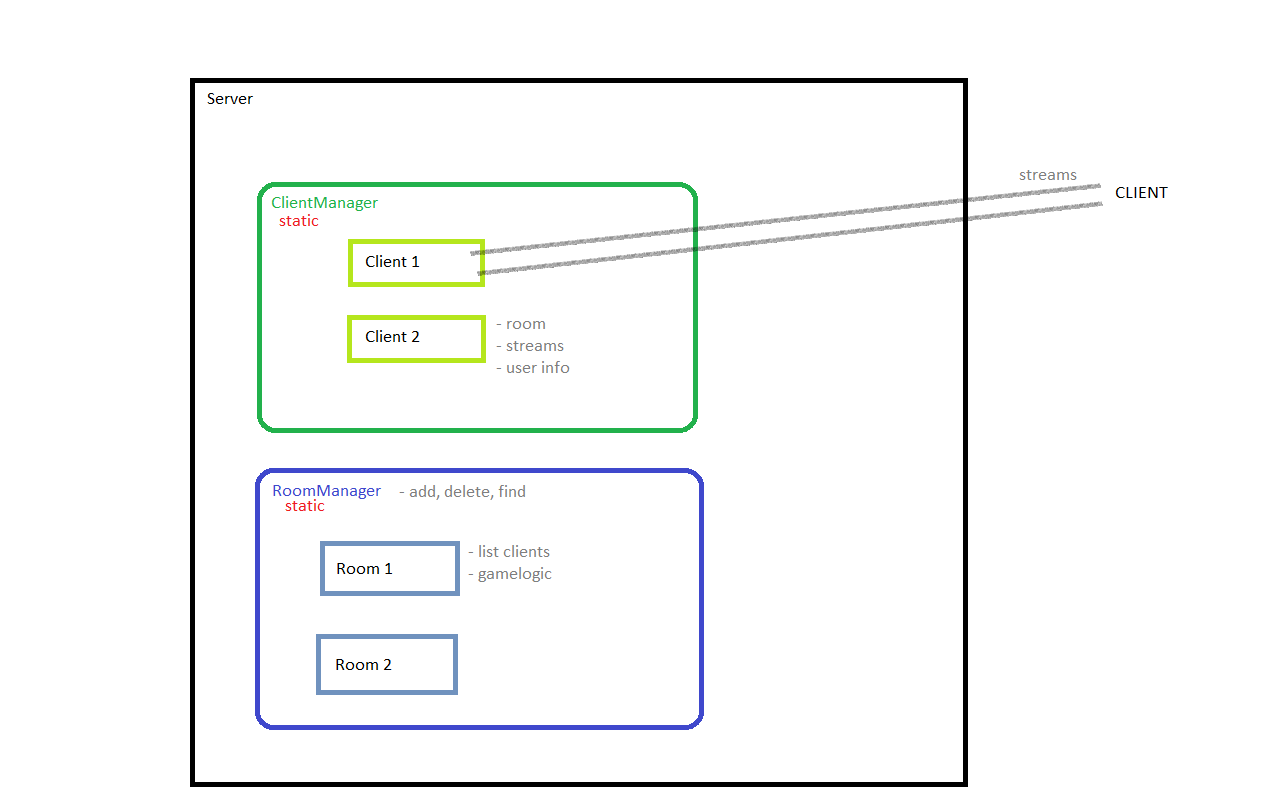 Server
streams
CLIENT
ClientManager
static
Client 1
Client 2
- room
- streams
- user info
RoomManager - add, delete, find
static
Room 1
- list clients
- gamelogic
Room 2